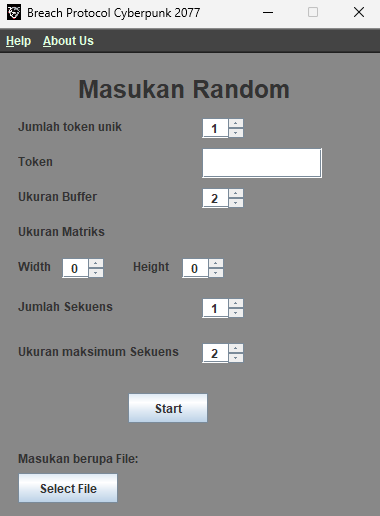 Breach Protocol Cyberpunk 2077
Help About Us
Masukan Random
Jumlah token unik 1
Token
Ukuran Buffer 2
Ukuran Matriks
Width 0 Height 0
Jumlah Sekuens 1
Ukuran maksimum Sekuens 2
Start
Masukan berupa File:
Select File